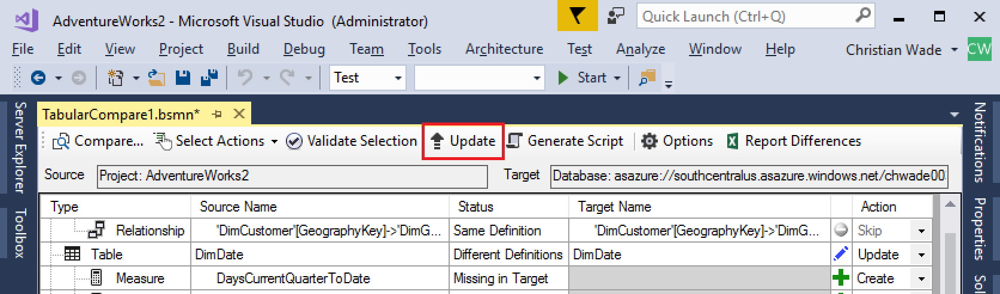 AdventureWorks2 - Microsoft Visual Studio (Administrator)
Quick Launch (Ctrl+Q)
File Edit View Project Build Debug Team Tools Architecture Test Analyze Window Help Christian Wade CW
Test Start
Server Explorer
Toolbox
TabularCompare1.bsmn*
Compare... Select Actions Validate Selection Update Generate Script Options Report Differences
Source Project: AdventureWorks2 Target Database: asazure://southcentralus.asazure.windows.net/chwade00
Type Source Name Status Target Name Action
Relationship 'DimCustomer'[GeographyKey]->'DimG... Same Definition 'DimCustomer'[GeographyKey]->'DimG... Skip
Table DimDate Different Definitions DimDate Update
Measure DaysCurrentQuarterToDate Missing in Target Create
Notifications
Properties
Sol